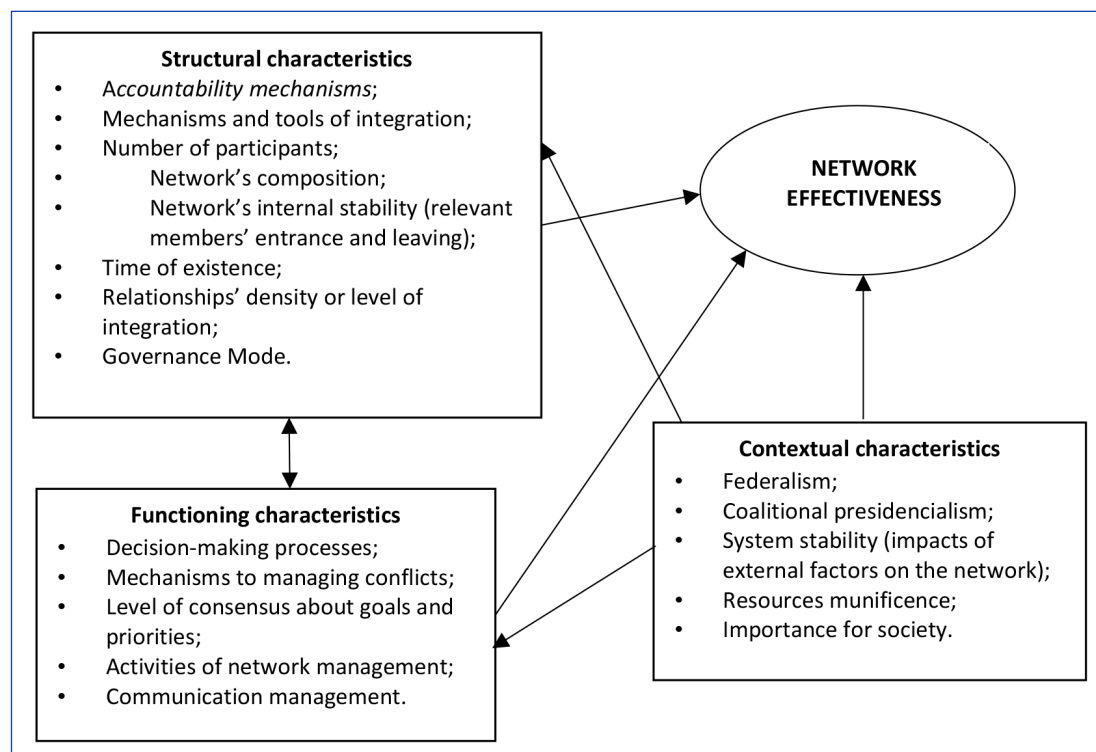 Structural characteristics
• Accountability mechanisms;
• Mechanisms and tools of integration;
• Number of participants;
• Network’s composition;
• Network’s internal stability (relevant
members’ entrance and leaving);
• Time of existence;
• Relationships’ density or level of
integration;
• Governance Mode.
NETWORK
EFFECTIVENESS
Functioning characteristics
• Decision-making processes;
• Mechanisms to managing conflicts;
• Level of consensus about goals and
priorities;
• Activities of network management;
• Communication management.
Contextual characteristics
• Federalism;
• Coalitional presidencialism;
• System stability (impacts of
external factors on the network);
• Resources munificence;
• Importance for society.